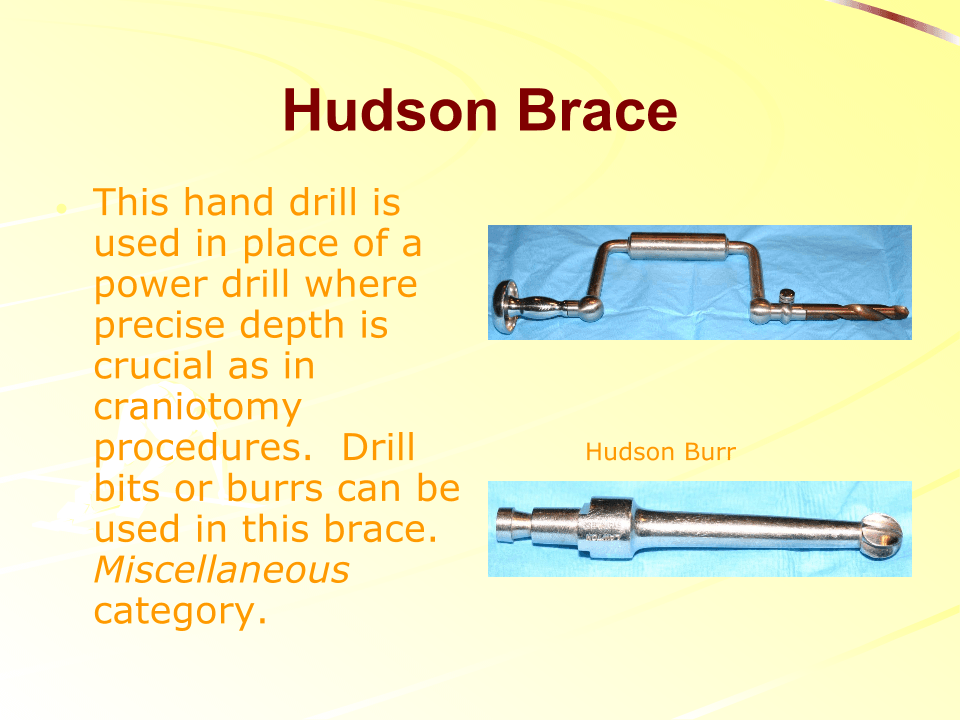 Hudson Brace
This hand drill is
used in place of a
power drill where
precise depth is
crucial as in
craniotomy
procedures.  Drill
bits or burrs can be
used in this brace.
Miscellaneous
category.
Hudson Burr